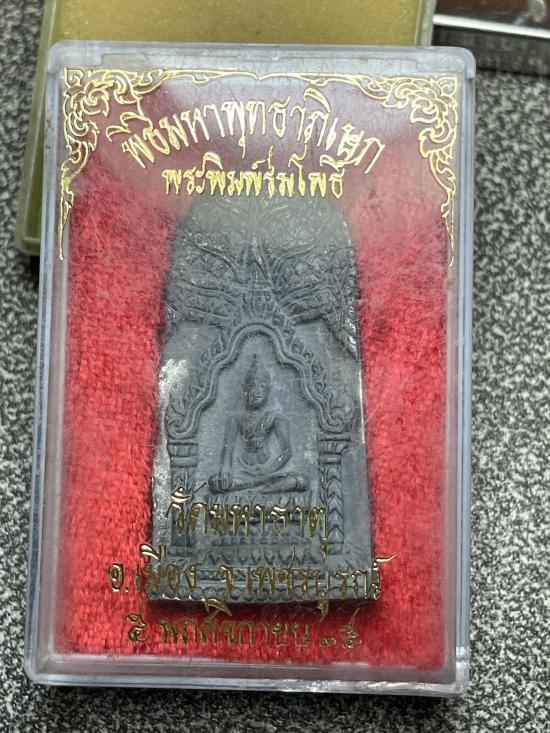 พิธีมหาพุทธาภิเษก
พระพิมพ์ร่มโพธิ์
วัดมหาธาตุ
อ.เมือง จ.เพชรบูรณ์
๕ พฤศจิกายน ๓๕